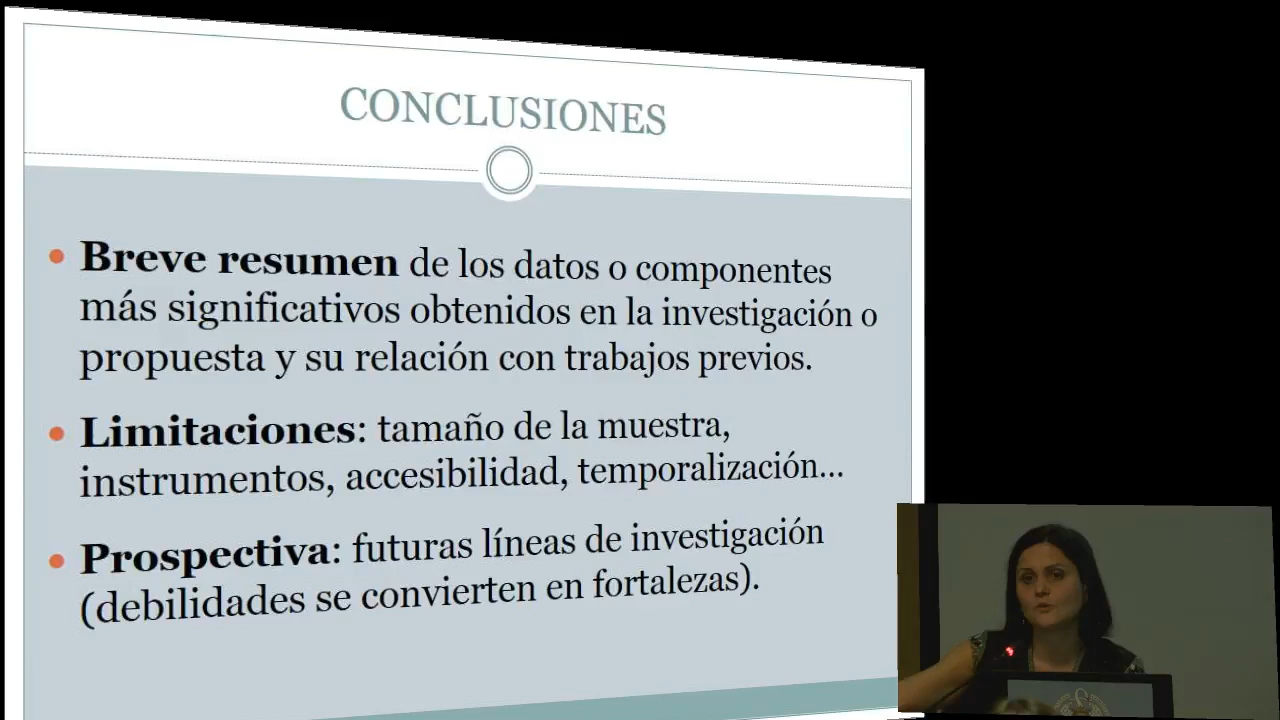 CONCLUSIONES
Breve resumen de los datos o componentes
más significativos obtenidos en la investigación o
propuesta y su relación con trabajos previos.
Limitaciones: tamaño de la muestra,
instrumentos, accesibilidad, temporalización...
Prospectiva: futuras líneas de investigación
(debilidades se convierten en fortalezas).